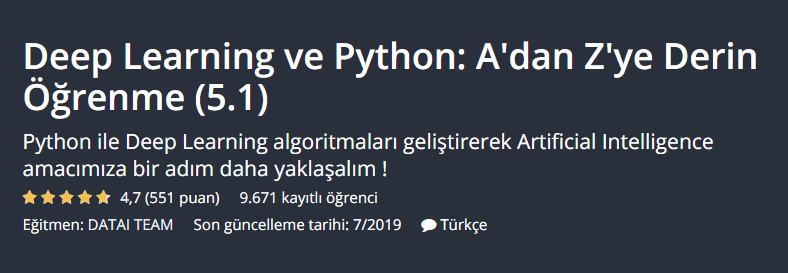 Deep Learning ve Python: A'dan Z'ye Derin
Öğrenme (5.1)
Python ile Deep Learning algoritmaları geliştirerek Artificial Intelligence
amacımıza bir adım daha yaklaşalım !
4,7 (551 puan) 9.671 kayıtlı öğrenci
Eğitmen: DATAI TEAM Son güncelleme tarihi: 7/2019 Türkçe